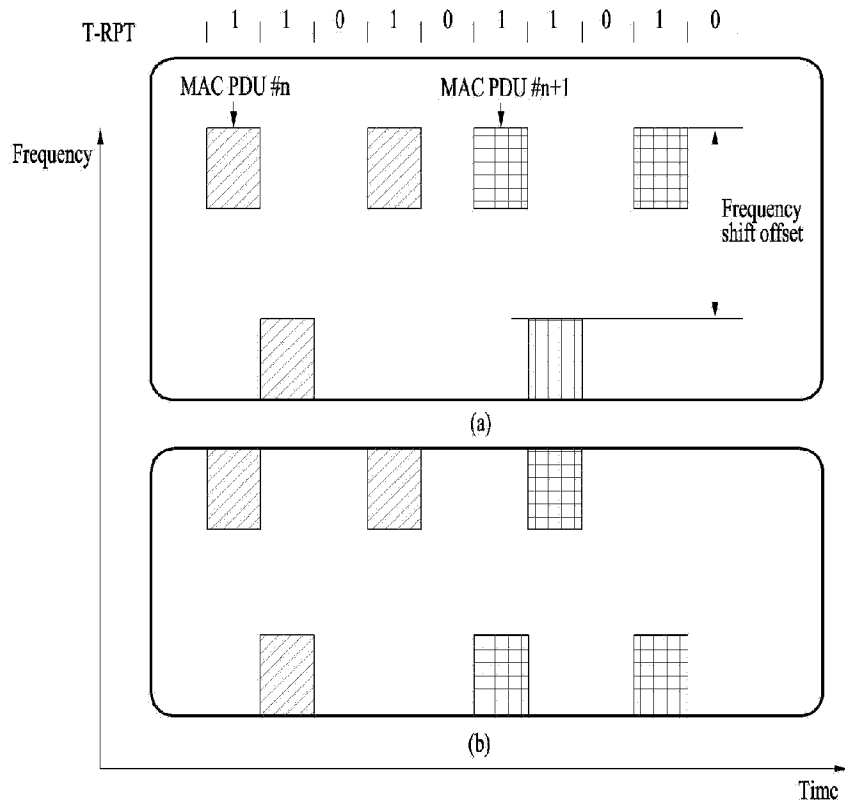 T-RPT | 1 | 1 | 0 | 1 | 0 | 1 | 1 | 0 | 1 | 0
MAC PDU #n
MAC PDU #n+1
Frequency
Frequency
shift offset
(a)
(b)
Time